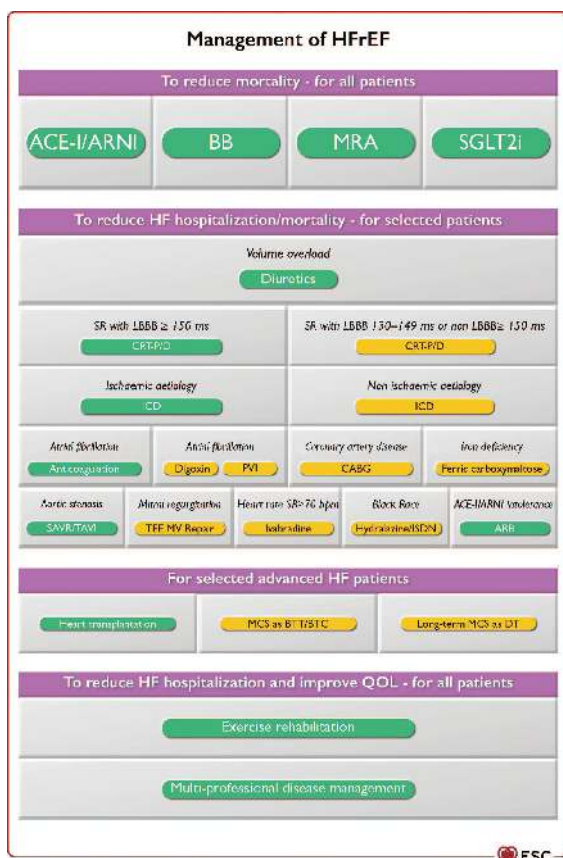 Management of HFrEF
To reduce mortality - for all patients
ACE-I/ARNI
BB
MRA
SGLT2i
To reduce HF hospitalization/mortality - for selected patients
Volume overload
Diuretics
SR with LBBB ≥ 150 ms
CRT-P/D
SR with LBBB 130–149 ms or non LBBB ≥ 150 ms
CRT-P/D
Ischaemic aetiology
ICD
Non ischaemic aetiology
ICD
Atrial fibrillation
Anticoagulation
Atrial fibrillation
Digoxin
PVI
Coronary artery disease
CABG
Iron deficiency
Ferric carboxymaltose
Aortic stenosis
SAVR/TAVI
Mitral regurgitation
TEE MV Repair
Heart rate SR>70 bpm
Ivabradine
Black Race
Hydralazine/ISDN
ACE-I/ARNI intolerance
ARB
For selected advanced HF patients
Heart transplantation
MCS as BTT/BTC
Long-term MCS as DT
To reduce HF hospitalization and improve QOL - for all patients
Exercise rehabilitation
Multi-professional disease management
ESC